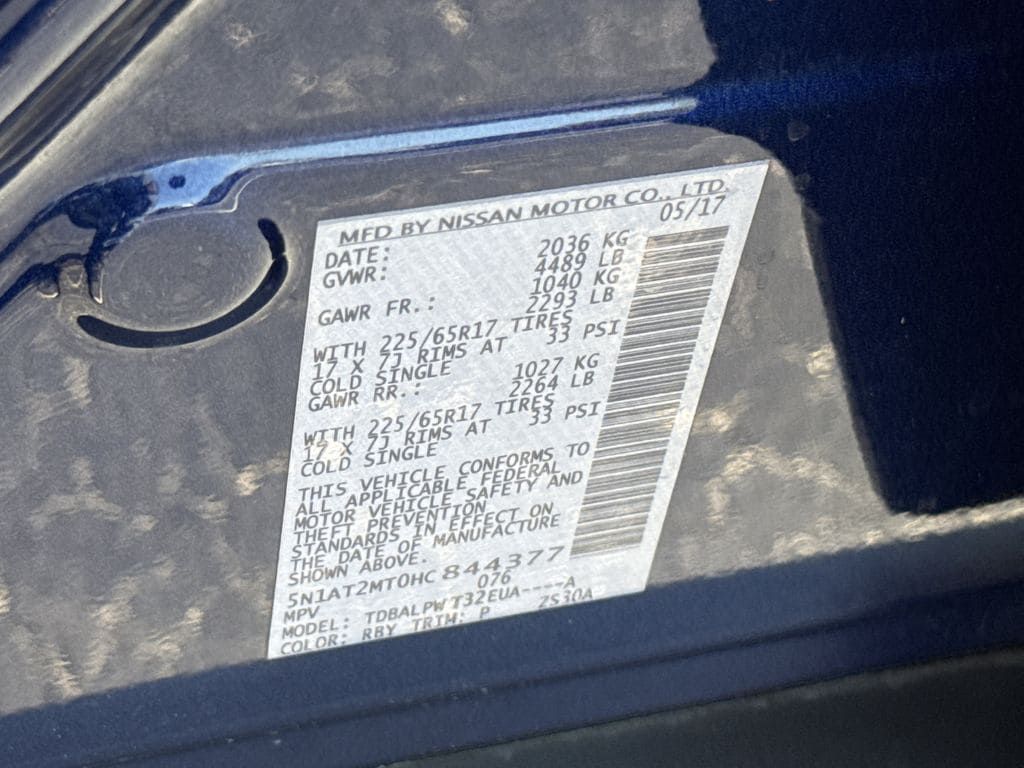 MFD BY NISSAN MOTOR CO., LTD.
DATE: 05/17
GVWR: 2036 KG
4489 LB
GAWR FR.: 1040 KG
2293 LB
WITH 225/65R17 TIRES
17 X 7J RIMS AT 33 PSI
COLD SINGLE
GAWR RR.: 1027 KG
2264 LB
WITH 225/65R17 TIRES
17 X 7J RIMS AT 33 PSI
COLD SINGLE
THIS VEHICLE CONFORMS TO
ALL APPLICABLE FEDERAL
MOTOR VEHICLE SAFETY AND
THEFT PREVENTION
STANDARDS IN EFFECT ON
THE DATE OF MANUFACTURE
SHOWN ABOVE.
5N1AT2MT0HC844377
MPV 076
MODEL: TDBALPWT32EUA----A
COLOR: RBY TRIM: P ZS30A